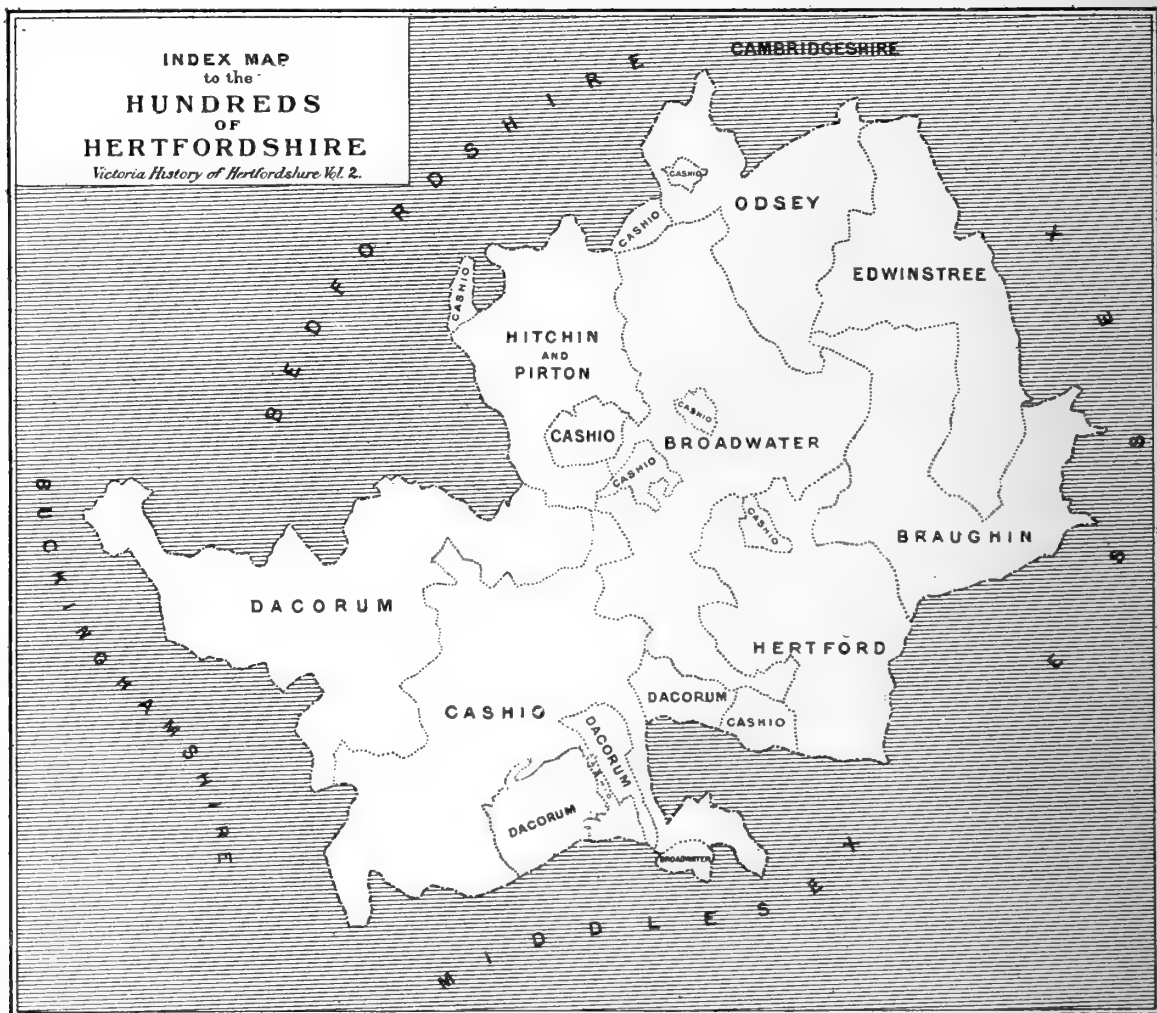 INDEX MAP
to the
HUNDREDS
OF
HERTFORDSHIRE
Victoria History of Hertfordshire Vol. 2.
CAMBRIDGESHIRE
BEDFORDSHIRE
CASHIO
ODSEY
CASHIO
EDWINSTREE
CASHIO
HITCHIN
AND
PIRTON
CASHIO
CASHIO
BROADWATER
CASHIO
CASHIO
BRAUGHIN
BUCKINGHAMSHIRE
DACORUM
HERTFORD
ESSEX
DACORUM
CASHIO
CASHIO
DACORUM
DACORUM
BROADWATER
MIDDLESEX